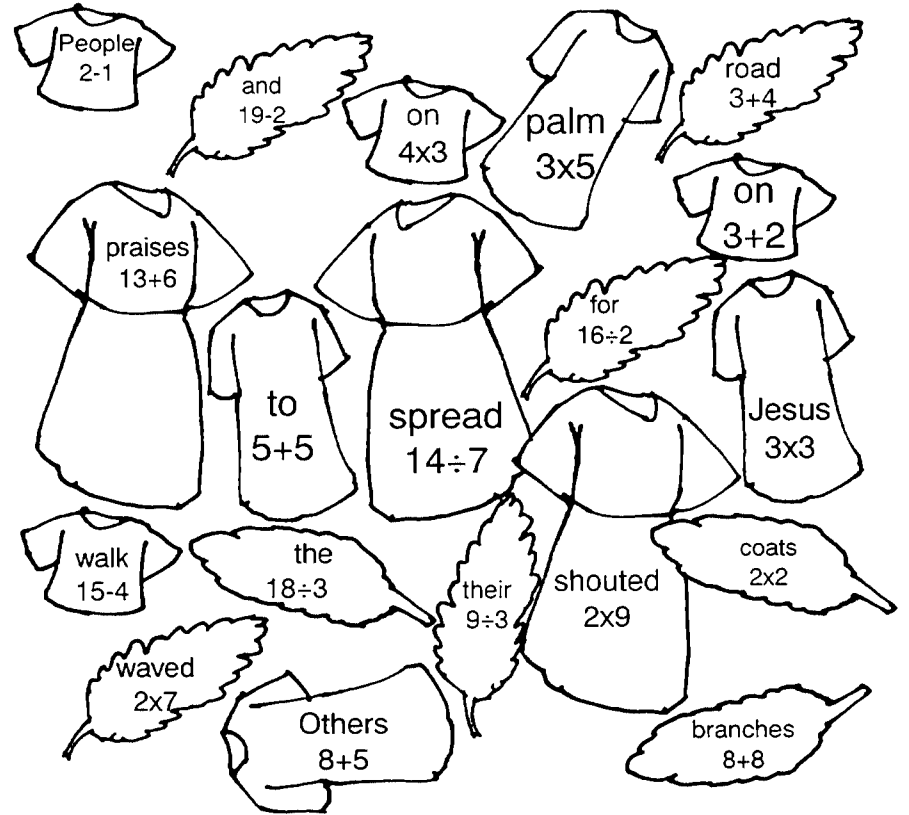 People
2-1
and
19-2
on
4x3
palm
3x5
road
3+4
on
3+2
praises
13+6
for
16÷2
to
5+5
spread
14÷7
Jesus
3x3
walk
15-4
the
18÷3
their
9÷3
shouted
2x9
coats
2x2
waved
2x7
Others
8+5
branches
8+8